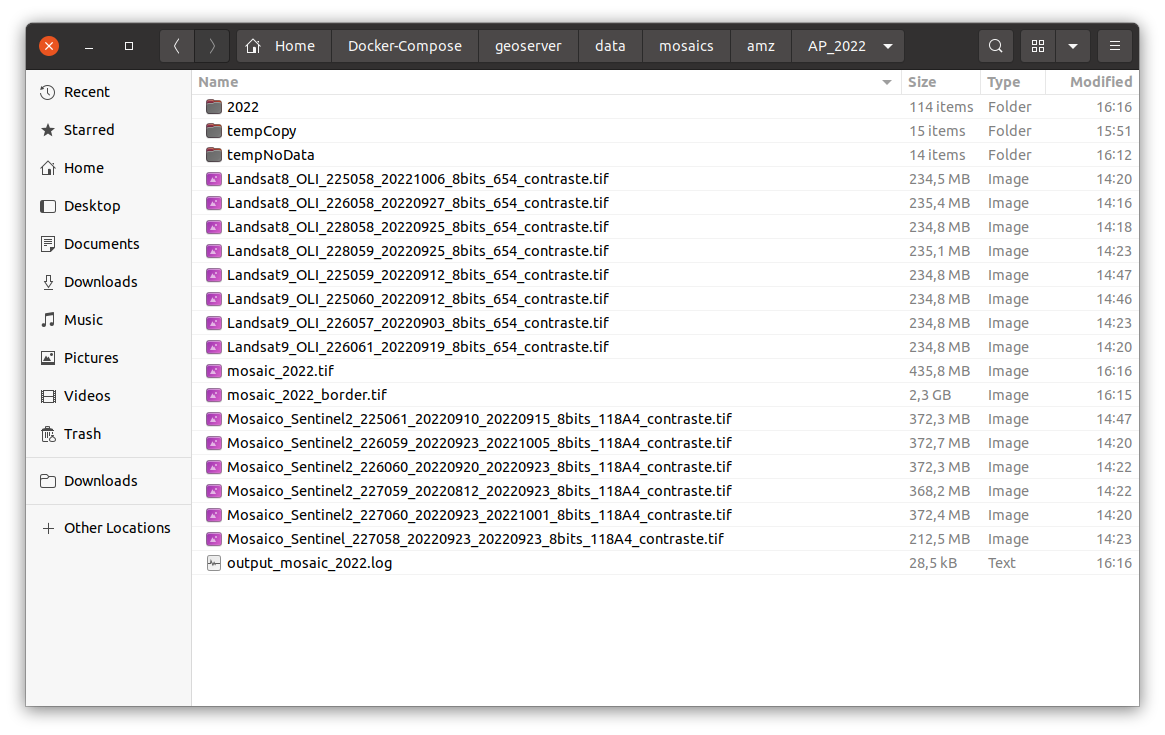 Home Docker-Compose geoserver data mosaics amz AP_2022
Recent
Starred
Home
Desktop
Documents
Downloads
Music
Pictures
Videos
Trash
Downloads
Other Locations
Name Size Type Modified
2022 114 items Folder 16:16
tempCopy 15 items Folder 15:51
tempNoData 14 items Folder 16:12
Landsat8_OLI_225058_20221006_8bits_654_contraste.tif 234,5 MB Image 14:20
Landsat8_OLI_226058_20220927_8bits_654_contraste.tif 235,4 MB Image 14:16
Landsat8_OLI_228058_20220925_8bits_654_contraste.tif 234,8 MB Image 14:18
Landsat8_OLI_228059_20220925_8bits_654_contraste.tif 235,1 MB Image 14:23
Landsat9_OLI_225059_20220912_8bits_654_contraste.tif 234,8 MB Image 14:47
Landsat9_OLI_225060_20220912_8bits_654_contraste.tif 234,8 MB Image 14:46
Landsat9_OLI_226057_20220903_8bits_654_contraste.tif 234,8 MB Image 14:23
Landsat9_OLI_226061_20220919_8bits_654_contraste.tif 234,8 MB Image 14:20
mosaic_2022.tif 435,8 MB Image 16:16
mosaic_2022_border.tif 2,3 GB Image 16:15
Mosaico_Sentinel2_225061_20220910_20220915_8bits_118A4_contraste.tif 372,3 MB Image 14:47
Mosaico_Sentinel2_226059_20220923_20221005_8bits_118A4_contraste.tif 372,7 MB Image 14:20
Mosaico_Sentinel2_226060_20220920_20220923_8bits_118A4_contraste.tif 372,3 MB Image 14:22
Mosaico_Sentinel2_227059_20220812_20220923_8bits_118A4_contraste.tif 368,2 MB Image 14:22
Mosaico_Sentinel2_227060_20220923_20221001_8bits_118A4_contraste.tif 372,4 MB Image 14:20
Mosaico_Sentinel_227058_20220923_20220923_8bits_118A4_contraste.tif 212,5 MB Image 14:23
output_mosaic_2022.log 28,5 kB Text 16:16